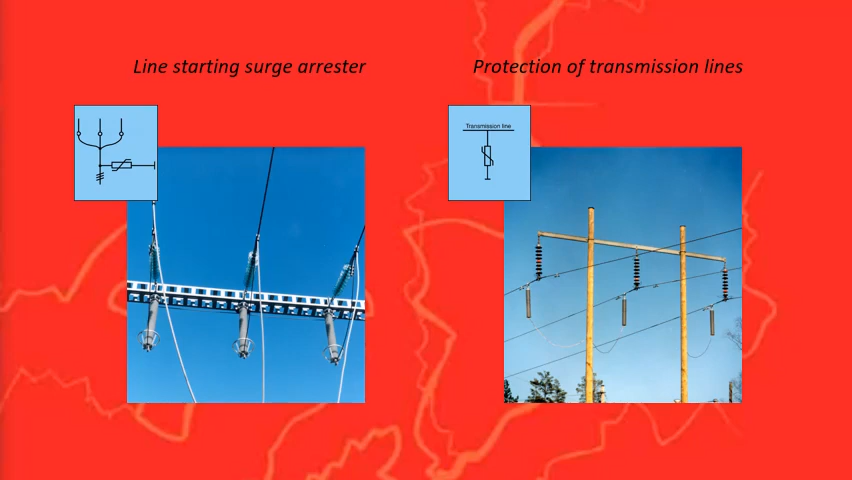 Line starting surge arrester
Protection of transmission lines
Transmission line